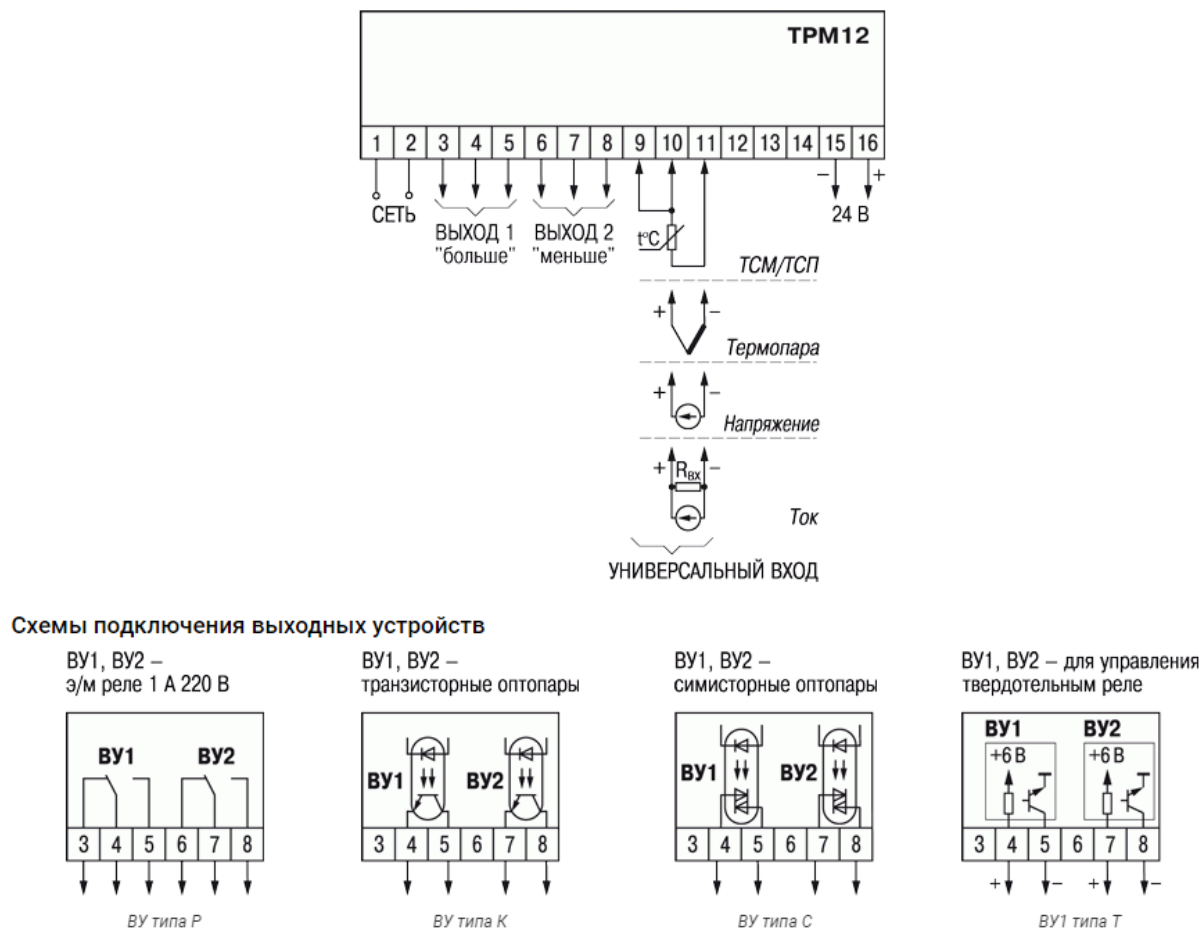 ТРМ12
1 2 3 4 5 6 7 8 9 10 11 12 13 14 15 16
– +
СЕТЬ
ВЫХОД 1
"больше"
ВЫХОД 2
"меньше"
t°C
24 В
ТСМ/ТСП
+ –
Термопара
+ –
Напряжение
+ Rвх –
Ток
УНИВЕРСАЛЬНЫЙ ВХОД
Схемы подключения выходных устройств
ВУ1, ВУ2 –
э/м реле 1 А 220 В
ВУ1 ВУ2
3 4 5 6 7 8
ВУ типа Р
ВУ1, ВУ2 –
транзисторные оптопары
ВУ1 ВУ2
3 4 5 6 7 8
ВУ типа К
ВУ1, ВУ2 –
симисторные оптопары
ВУ1 ВУ2
3 4 5 6 7 8
ВУ типа С
ВУ1, ВУ2 – для управления
твердотельным реле
ВУ1 ВУ2
+6 В +6 В
3 4 5 6 7 8
+ – + –
ВУ1 типа Т